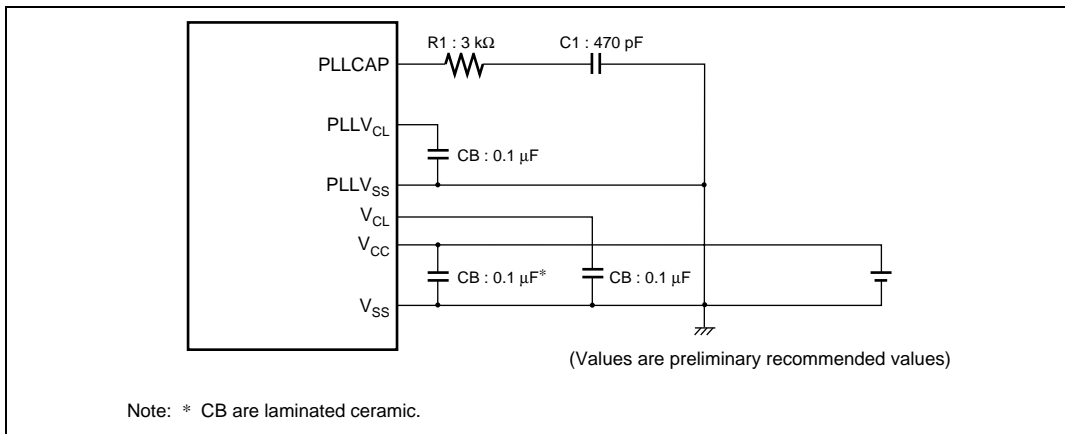 R1 : 3 kΩ
C1 : 470 pF
PLLCAP
PLLVCL
CB : 0.1 μF
PLLVSS
VCL
VCC
CB : 0.1 μF*
CB : 0.1 μF
VSS
(Values are preliminary recommended values)
Note: * CB are laminated ceramic.